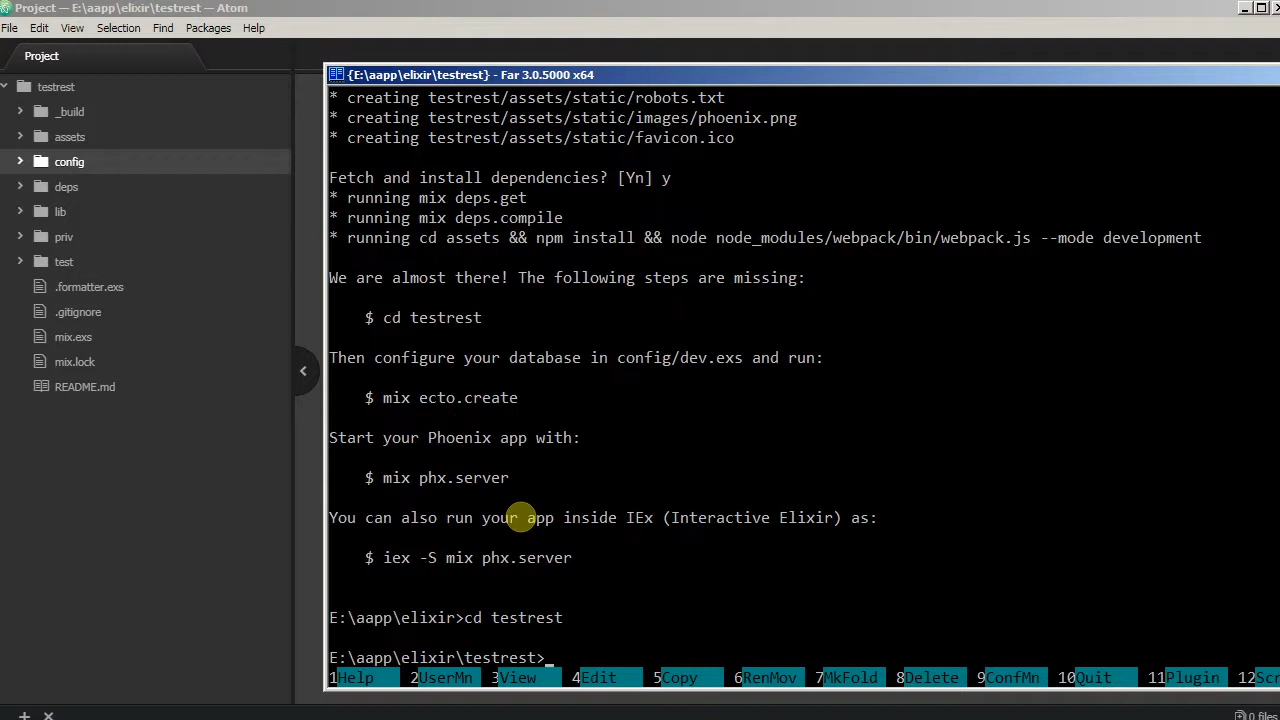 Project — E:\aapp\elixir\testrest — Atom
File Edit View Selection Find Packages Help
Project
testrest
_build
assets
config
deps
lib
priv
test
.formatter.exs
.gitignore
mix.exs
mix.lock
README.md
{E:\aapp\elixir\testrest} - Far 3.0.5000 x64
* creating testrest/assets/static/robots.txt
* creating testrest/assets/static/images/phoenix.png
* creating testrest/assets/static/favicon.ico
Fetch and install dependencies? [Yn] y
* running mix deps.get
* running mix deps.compile
* running cd assets && npm install && node node_modules/webpack/bin/webpack.js --mode development
We are almost there! The following steps are missing:
$ cd testrest
Then configure your database in config/dev.exs and run:
$ mix ecto.create
Start your Phoenix app with:
$ mix phx.server
You can also run your app inside IEx (Interactive Elixir) as:
$ iex -S mix phx.server
E:\aapp\elixir>cd testrest
E:\aapp\elixir\testrest>_
1Help 2UserMn 3View 4Edit 5Copy 6RenMov 7MkFold 8Delete 9ConfMn 10Quit 11Plugin 12Scr
0 files